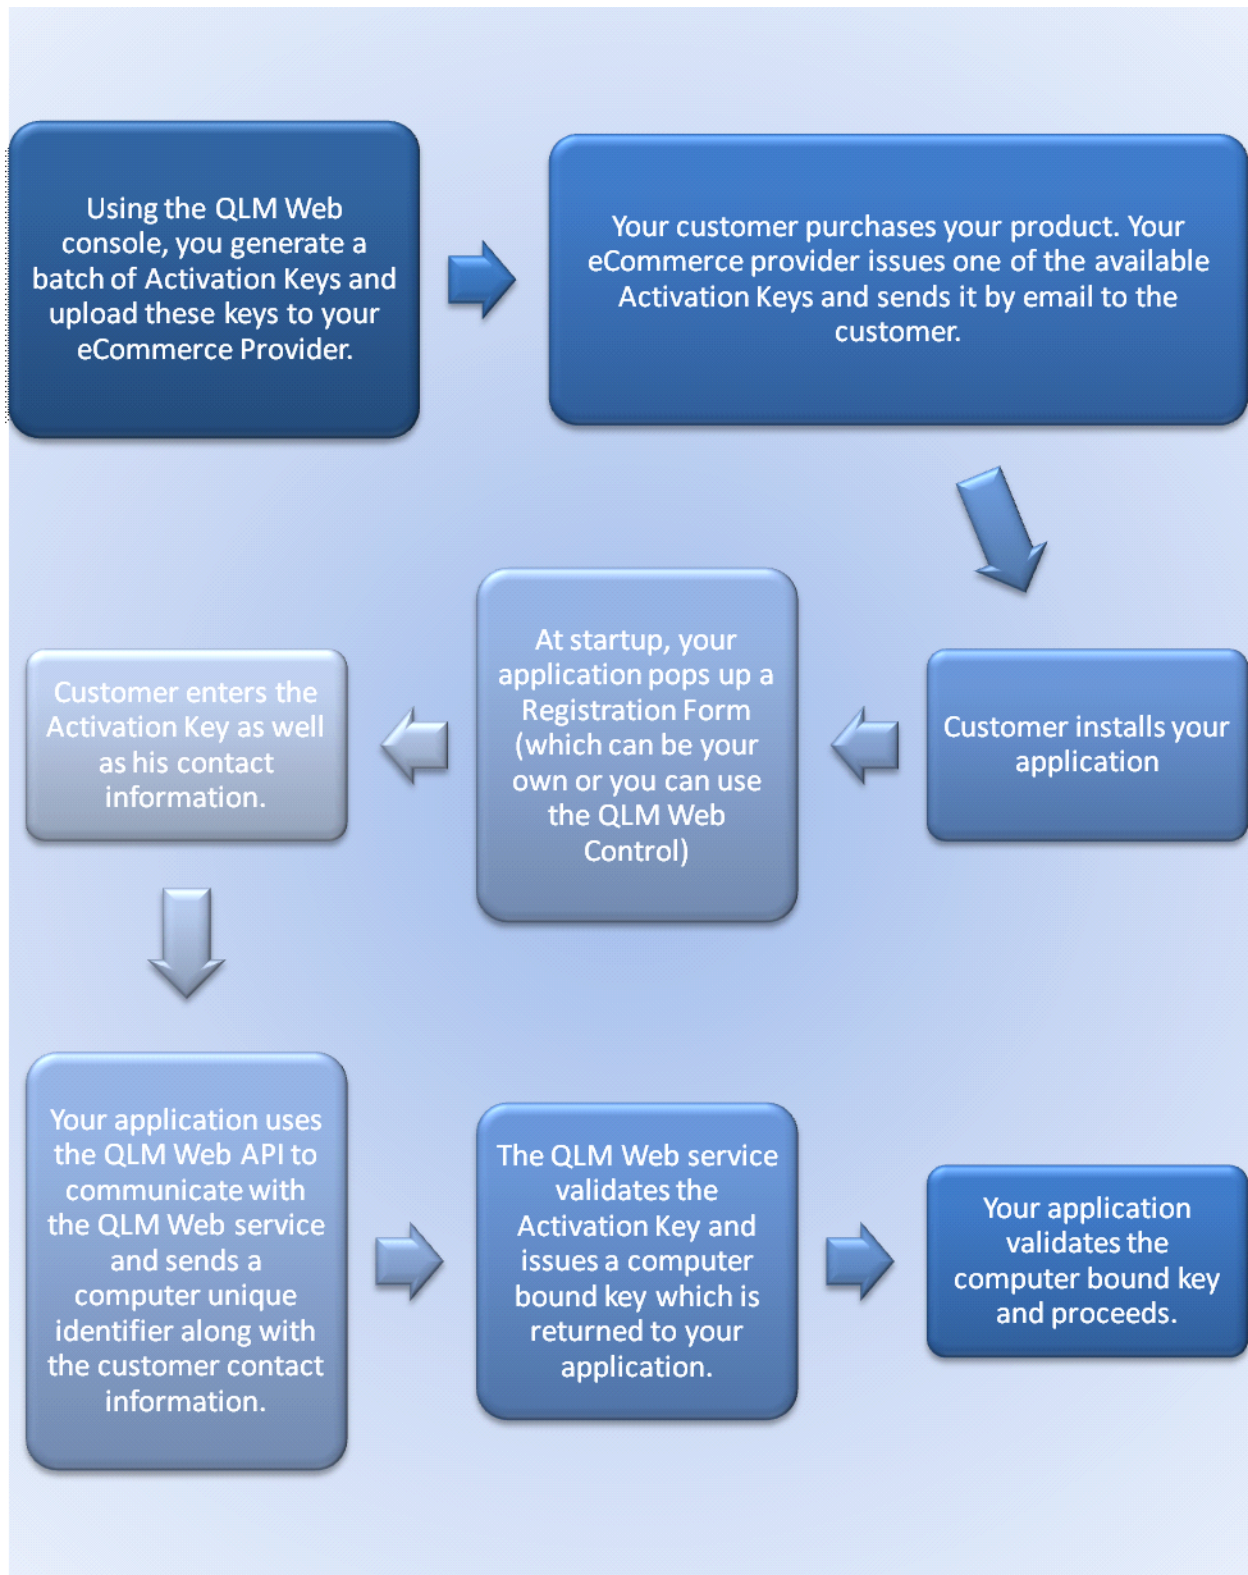 Using the QLM Web
console, you generate a
batch of Activation Keys and
upload these keys to your
eCommerce Provider.
Your customer purchases your product. Your
eCommerce provider issues one of the available
Activation Keys and sends it by email to the
customer.
Customer installs your
application
At startup, your
application pops up a
Registration Form
(which can be your
own or you can use
the QLM Web
Control)
Customer enters the
Activation Key as well
as his contact
information.
Your application uses
the QLM Web API to
communicate with
the QLM Web service
and sends a
computer unique
identifier along with
the customer contact
information.
The QLM Web service
validates the
Activation Key and
issues a computer
bound key which is
returned to your
application.
Your application
validates the
computer bound key
and proceeds.